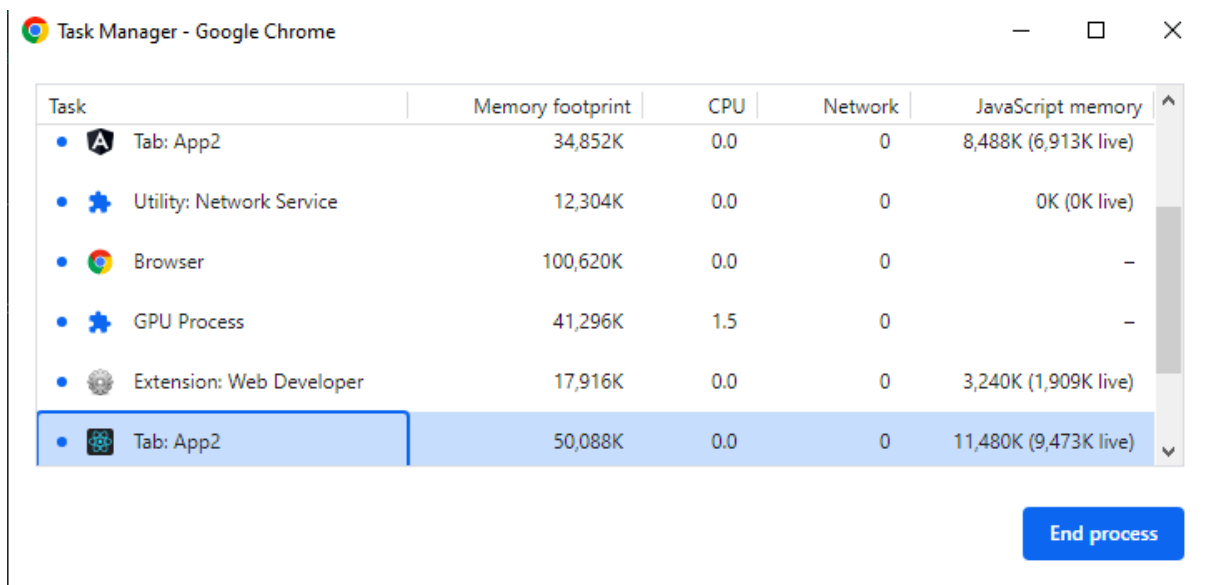 Task Manager - Google Chrome
Task Memory footprint CPU Network JavaScript memory
Tab: App2 34,852K 0.0 0 8,488K (6,913K live)
Utility: Network Service 12,304K 0.0 0 0K (0K live)
Browser 100,620K 0.0 0 –
GPU Process 41,296K 1.5 0 –
Extension: Web Developer 17,916K 0.0 0 3,240K (1,909K live)
Tab: App2 50,088K 0.0 0 11,480K (9,473K live)
End process